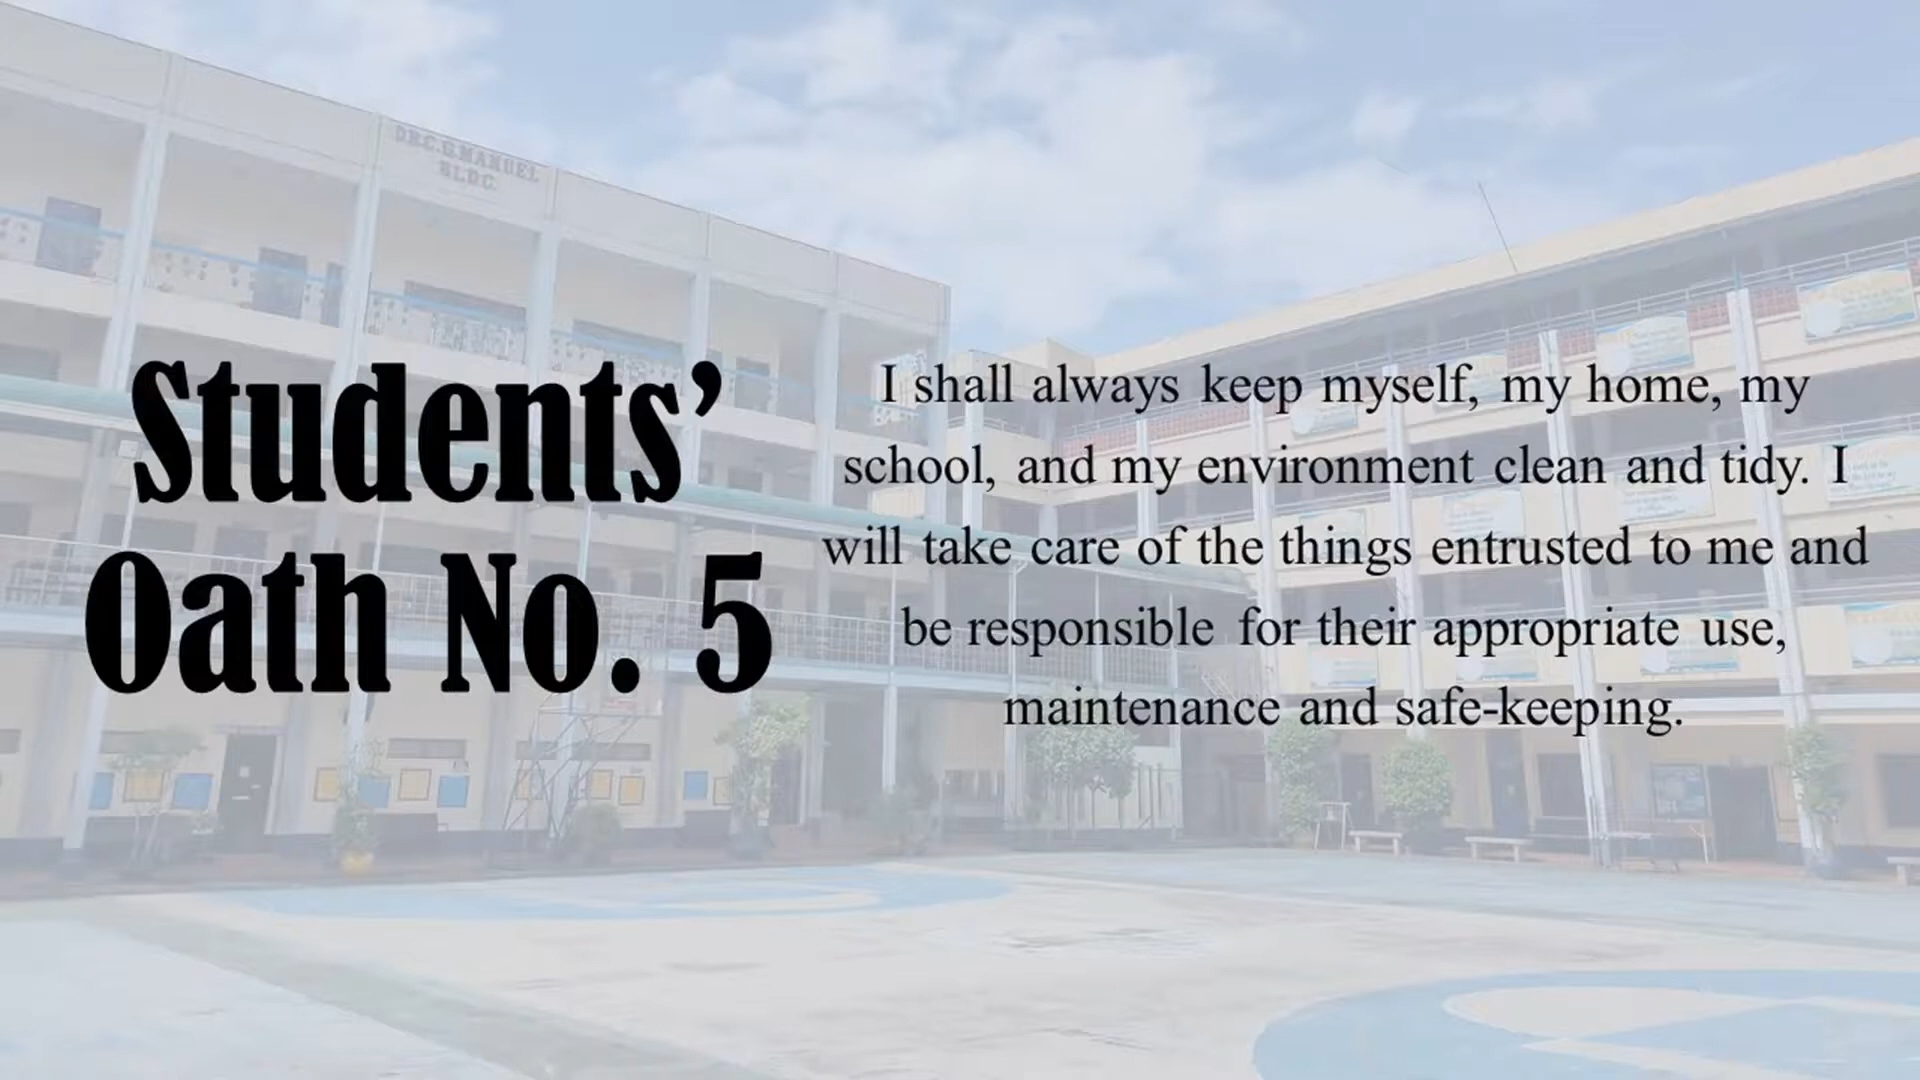 DR.C.G.MANUEL
BLDG.
Students’
Oath No. 5
I shall always keep myself, my home, my
school, and my environment clean and tidy. I
will take care of the things entrusted to me and
be responsible for their appropriate use,
maintenance and safe-keeping.